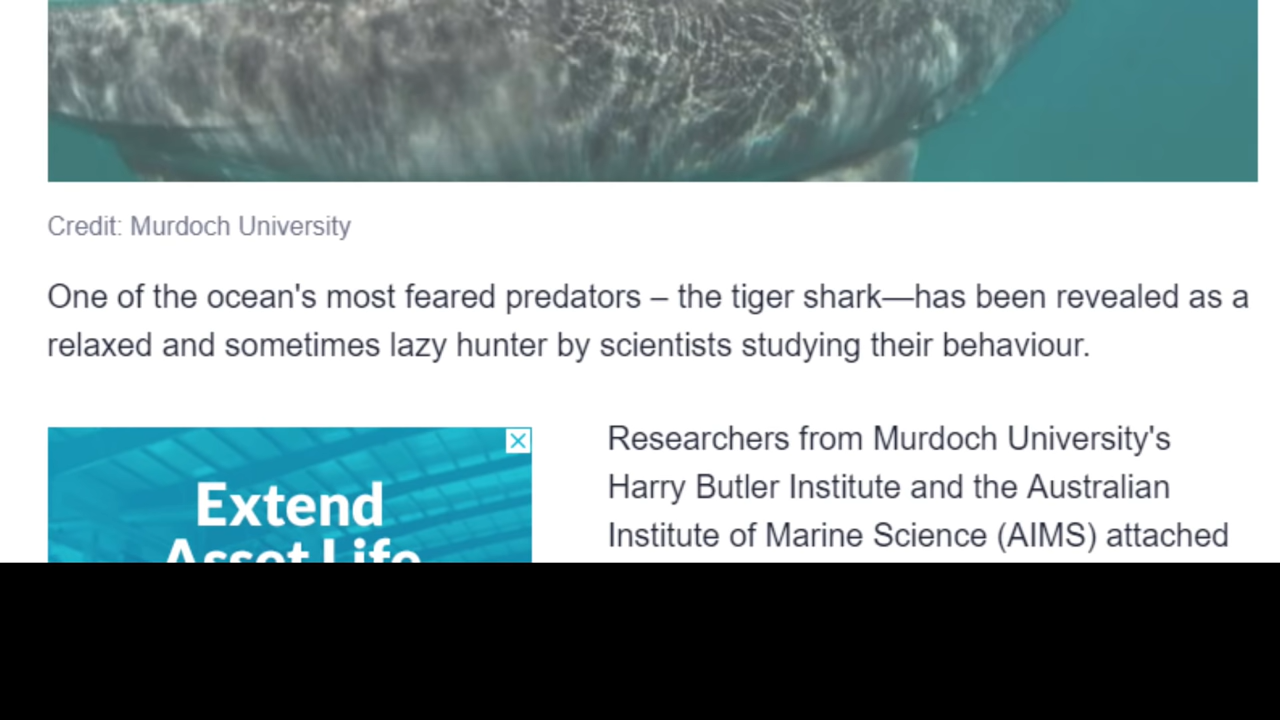 Credit: Murdoch University
One of the ocean's most feared predators – the tiger shark—has been revealed as a
relaxed and sometimes lazy hunter by scientists studying their behaviour.
Extend
Asset Life
Researchers from Murdoch University's
Harry Butler Institute and the Australian
Institute of Marine Science (AIMS) attached